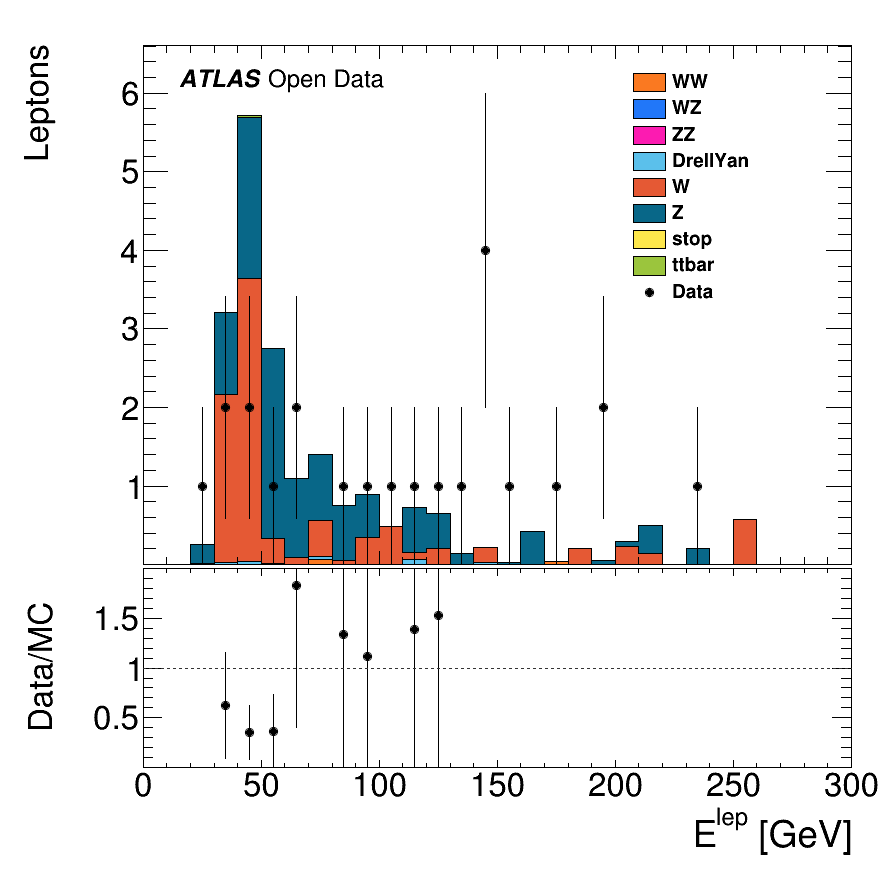 Leptons
ATLAS Open Data
WW
WZ
ZZ
DrellYan
W
Z
stop
ttbar
Data
6
5
4
3
2
1
Data/MC
1.5
1
0.5
0 50 100 150 200 250 300
E^lep [GeV]